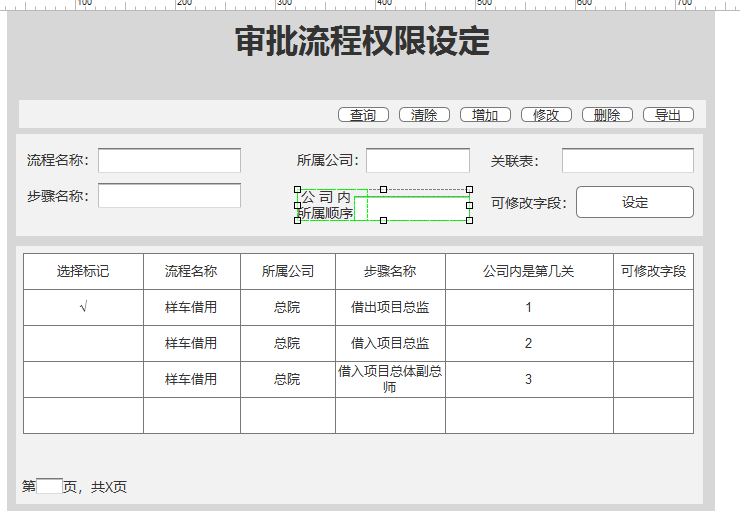 100 200 300 400 500 600 700
审批流程权限设定
查询 清除 增加 修改 删除 导出
流程名称： 所属公司： 关联表：
步骤名称： 公司内所属顺序 可修改字段： 设定
选择标记 流程名称 所属公司 步骤名称 公司内是第几关 可修改字段
√ 样车借用 总院 借出项目总监 1
样车借用 总院 借入项目总监 2
样车借用 总院 借入项目总体副总师 3
第 页，共X页